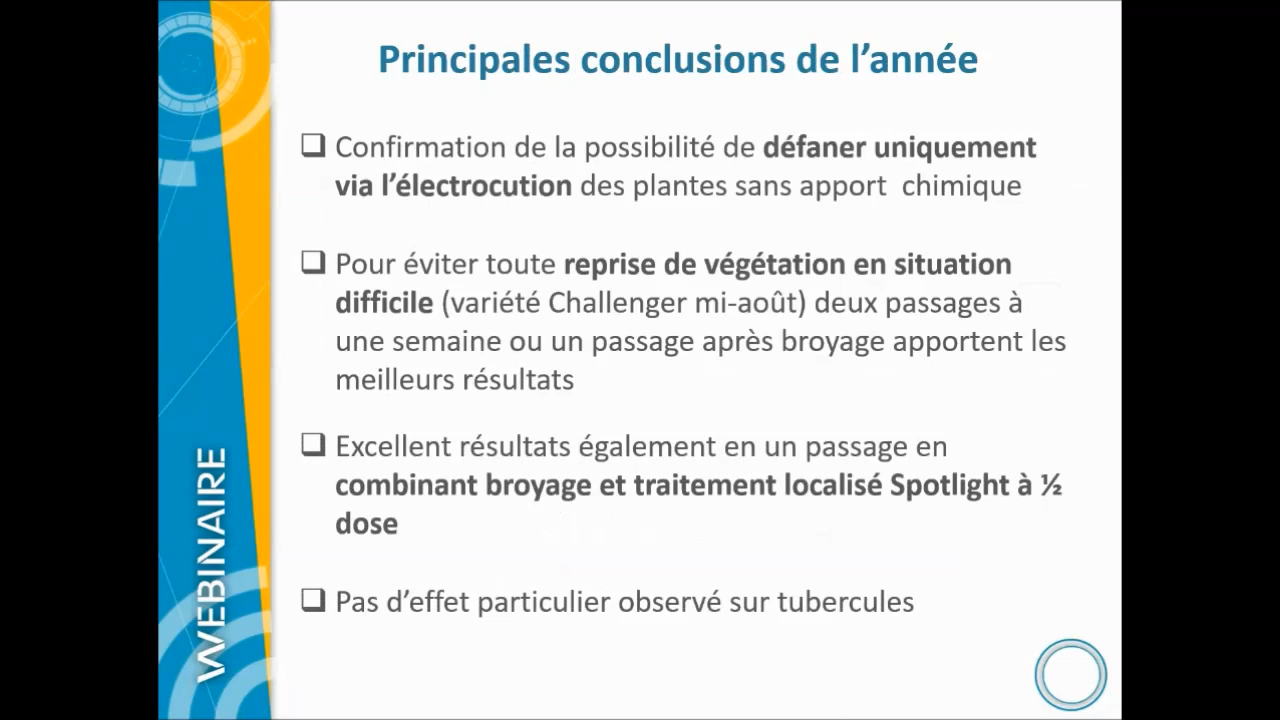 Principales conclusions de l’année
Confirmation de la possibilité de défaner uniquement
via l’électrocution des plantes sans apport chimique
Pour éviter toute reprise de végétation en situation
difficile (variété Challenger mi-août) deux passages à
une semaine ou un passage après broyage apportent les
meilleurs résultats
Excellent résultats également en un passage en
combinant broyage et traitement localisé Spotlight à ½
dose
Pas d’effet particulier observé sur tubercules
WEBINAIRE